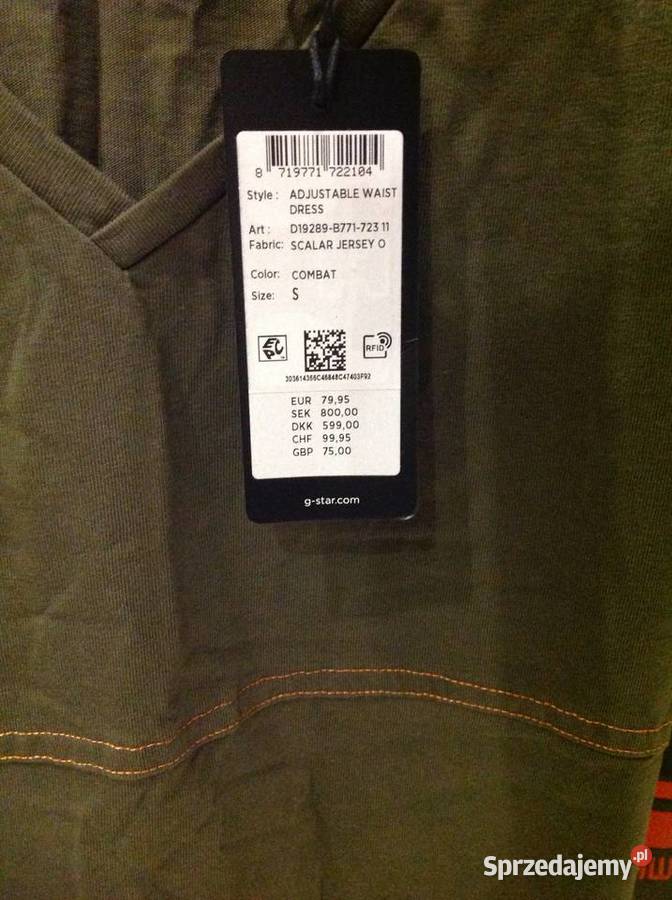 8 719771 722104
Style : ADJUSTABLE WAIST
DRESS
Art : D19289-B771-723 11
Fabric: SCALAR JERSEY O
Color: COMBAT
Size: S
EPC
RFID
303614366C46848C47403F92
EUR 79,95
SEK 800,00
DKK 599,00
CHF 99,95
GBP 75,00
g-star.com
Sprzedajemy.pl